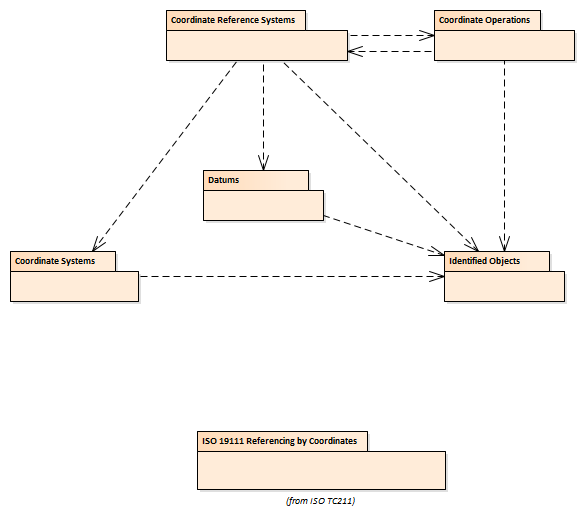 Coordinate Reference Systems
Coordinate Operations
Datums
Coordinate Systems
Identified Objects
ISO 19111 Referencing by Coordinates
(from ISO TC211)